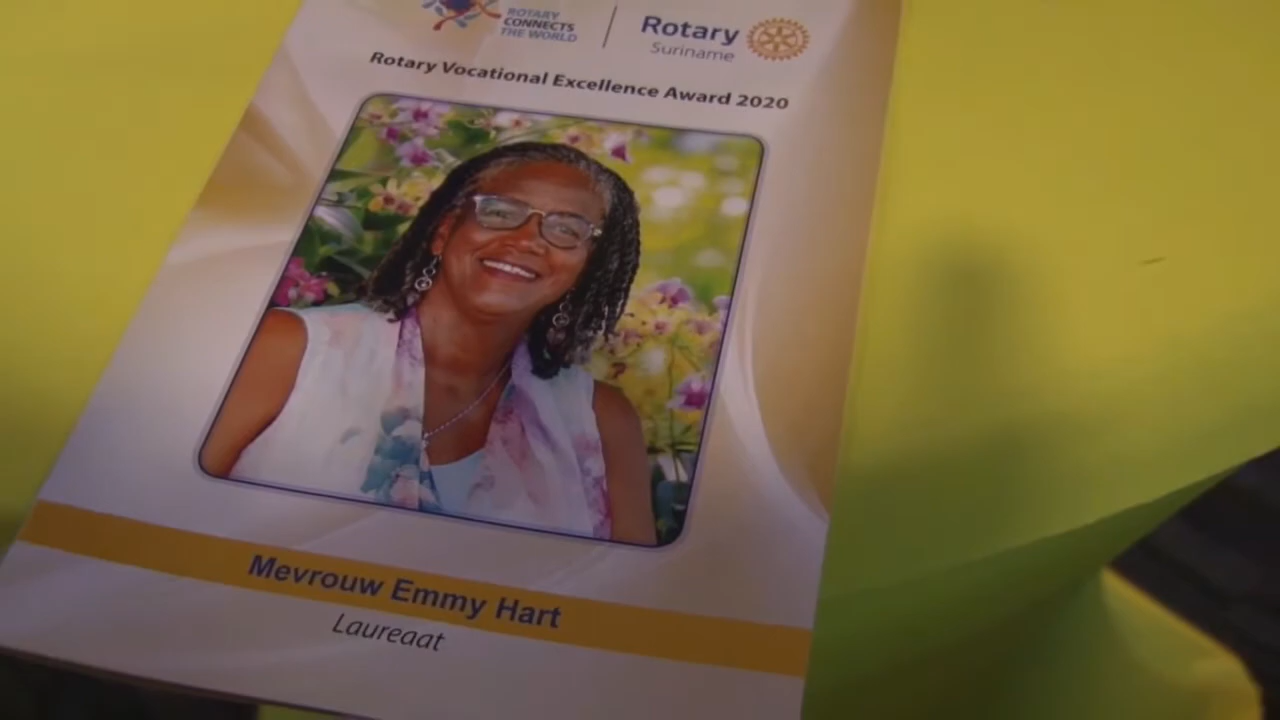 ROTARY
CONNECTS
THE WORLD
Rotary
Suriname
Rotary Vocational Excellence Award 2020
Mevrouw Emmy Hart
Laureaat